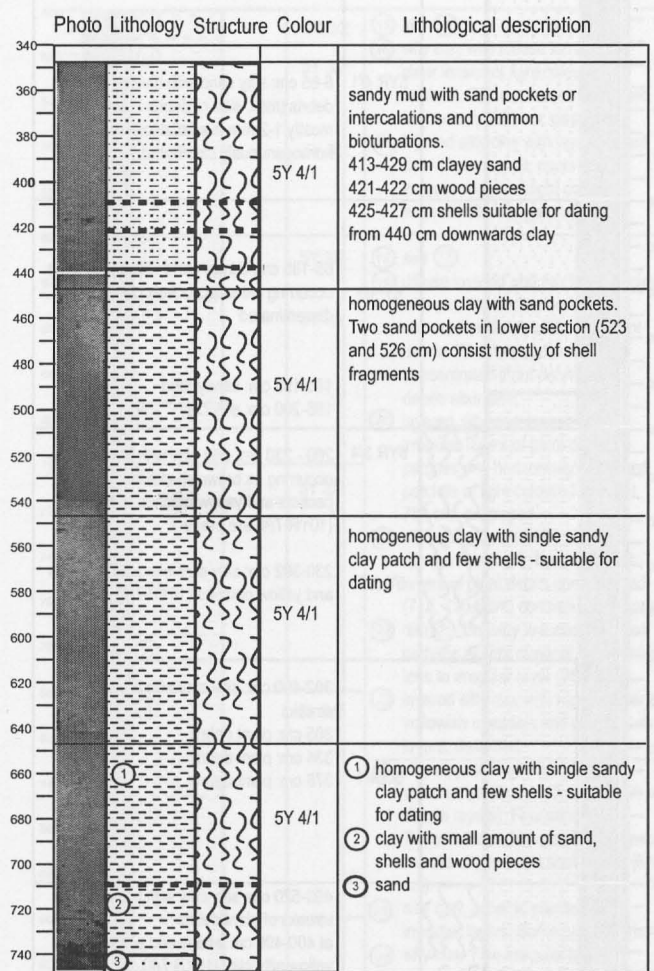 Photo Lithology Structure Colour Lithological description
340
360
380
400
420
440
460
480
500
520
540
560
580
600
620
640
660
680
700
720
740
5Y 4/1
sandy mud with sand pockets or
intercalations and common
bioturbations.
413-429 cm clayey sand
421-422 cm wood pieces
425-427 cm shells suitable for dating
from 440 cm downwards clay
5Y 4/1
homogeneous clay with sand pockets.
Two sand pockets in lower section (523
and 526 cm) consist mostly of shell
fragments
5Y 4/1
homogeneous clay with single sandy
clay patch and few shells - suitable for
dating
1
2
3
5Y 4/1
1 homogeneous clay with single sandy
clay patch and few shells - suitable
for dating
2 clay with small amount of sand,
shells and wood pieces
3 sand